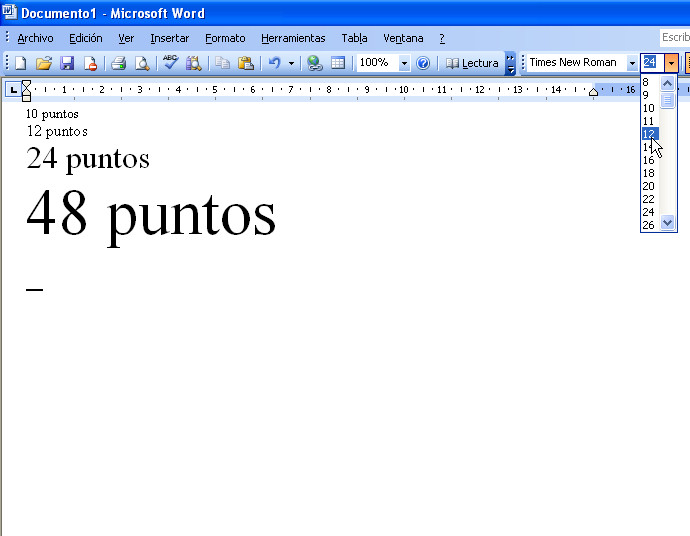 Documento1 - Microsoft Word
Archivo Edición Ver Insertar Formato Herramientas Tabla Ventana ? Escrib
100% Lectura Times New Roman 24
L 1 2 3 4 5 6 7 8 9 10 11 12 13 14 16
10 puntos
12 puntos
24 puntos
48 puntos
8
9
10
11
12
14
16
18
20
22
24
26